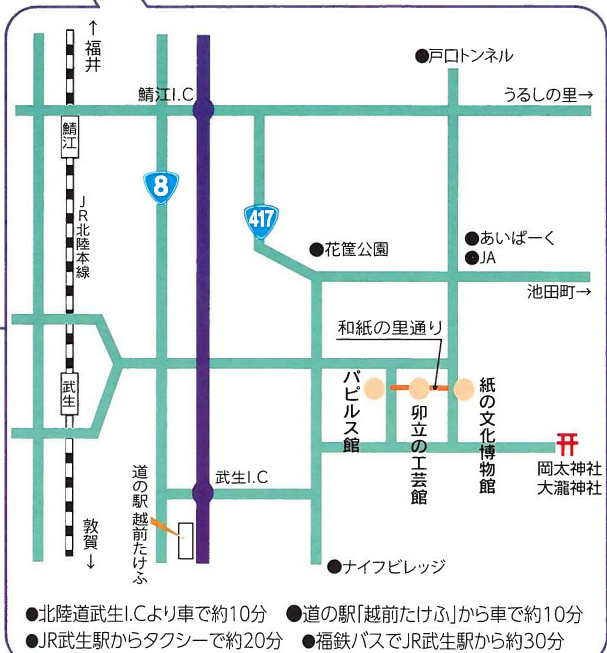 ↑福井
●戸口トンネル
鯖江I.C
うるしの里→
鯖江
8
417
JR北陸本線
●花筐公園
●あいぱーく
●JA
池田町→
和紙の里通り
武生
パピルス館
卯立の工芸館
紙の文化博物館
岡太神社
大瀧神社
武生I.C
道の駅 越前たけふ
敦賀↓
●ナイフビレッジ
●北陸道武生I.Cより車で約10分 ●道の駅「越前たけふ」から車で約10分
●JR武生駅からタクシーで約20分 ●福鉄バスでJR武生駅から約30分